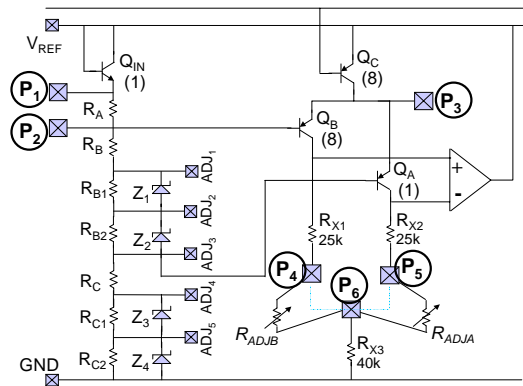 V_REF
Q_IN
(1)
Q_C
(8)
P_1
R_A
P_3
P_2
Q_B
(8)
R_B
ADJ_1
Q_A
(1)
+
-
R_B1
Z_1
ADJ_2
R_B2
Z_2
ADJ_3
R_X1
25k
R_X2
25k
R_C
ADJ_4
P_4
P_5
P_6
R_C1
Z_3
ADJ_5
R_ADJB
R_ADJA
R_C2
Z_4
R_X3
40k
GND